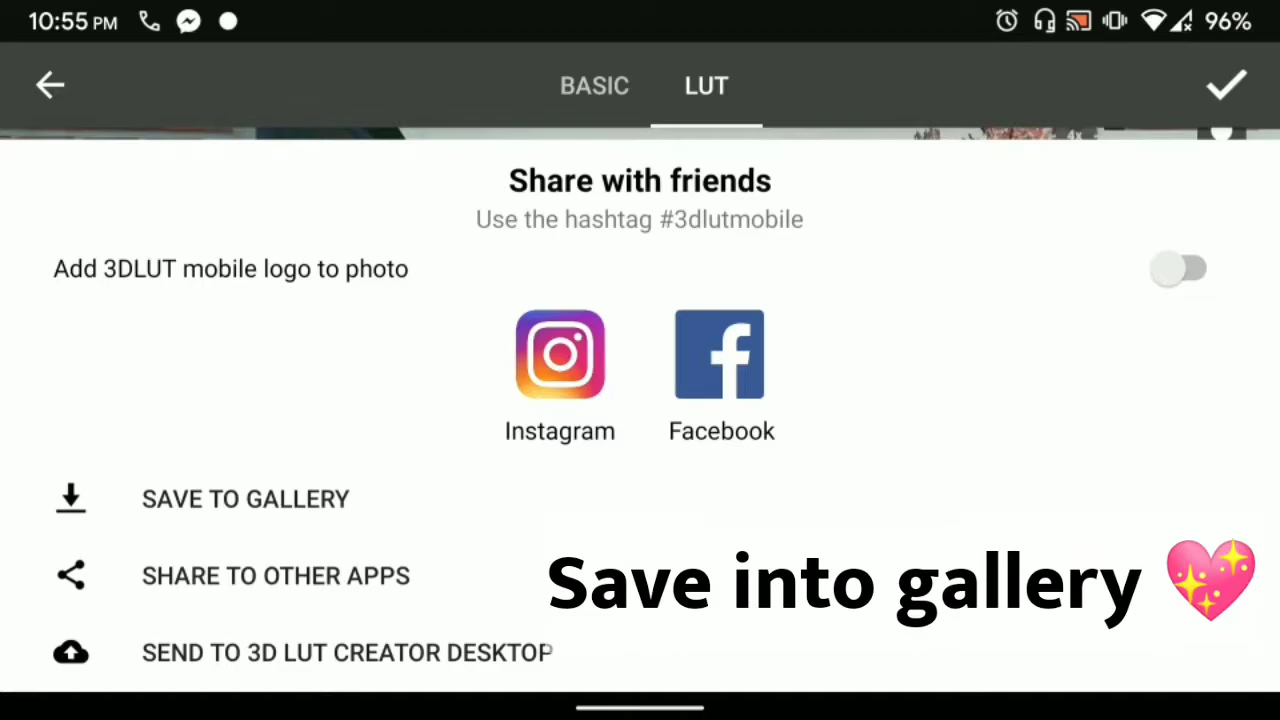 10:55 PM 96%
BASIC LUT
4x
Share with friends
Use the hashtag #3dlutmobile
Add 3DLUT mobile logo to photo
Instagram Facebook
SAVE TO GALLERY
SHARE TO OTHER APPS
Save into gallery 💖
SEND TO 3D LUT CREATOR DESKTOP